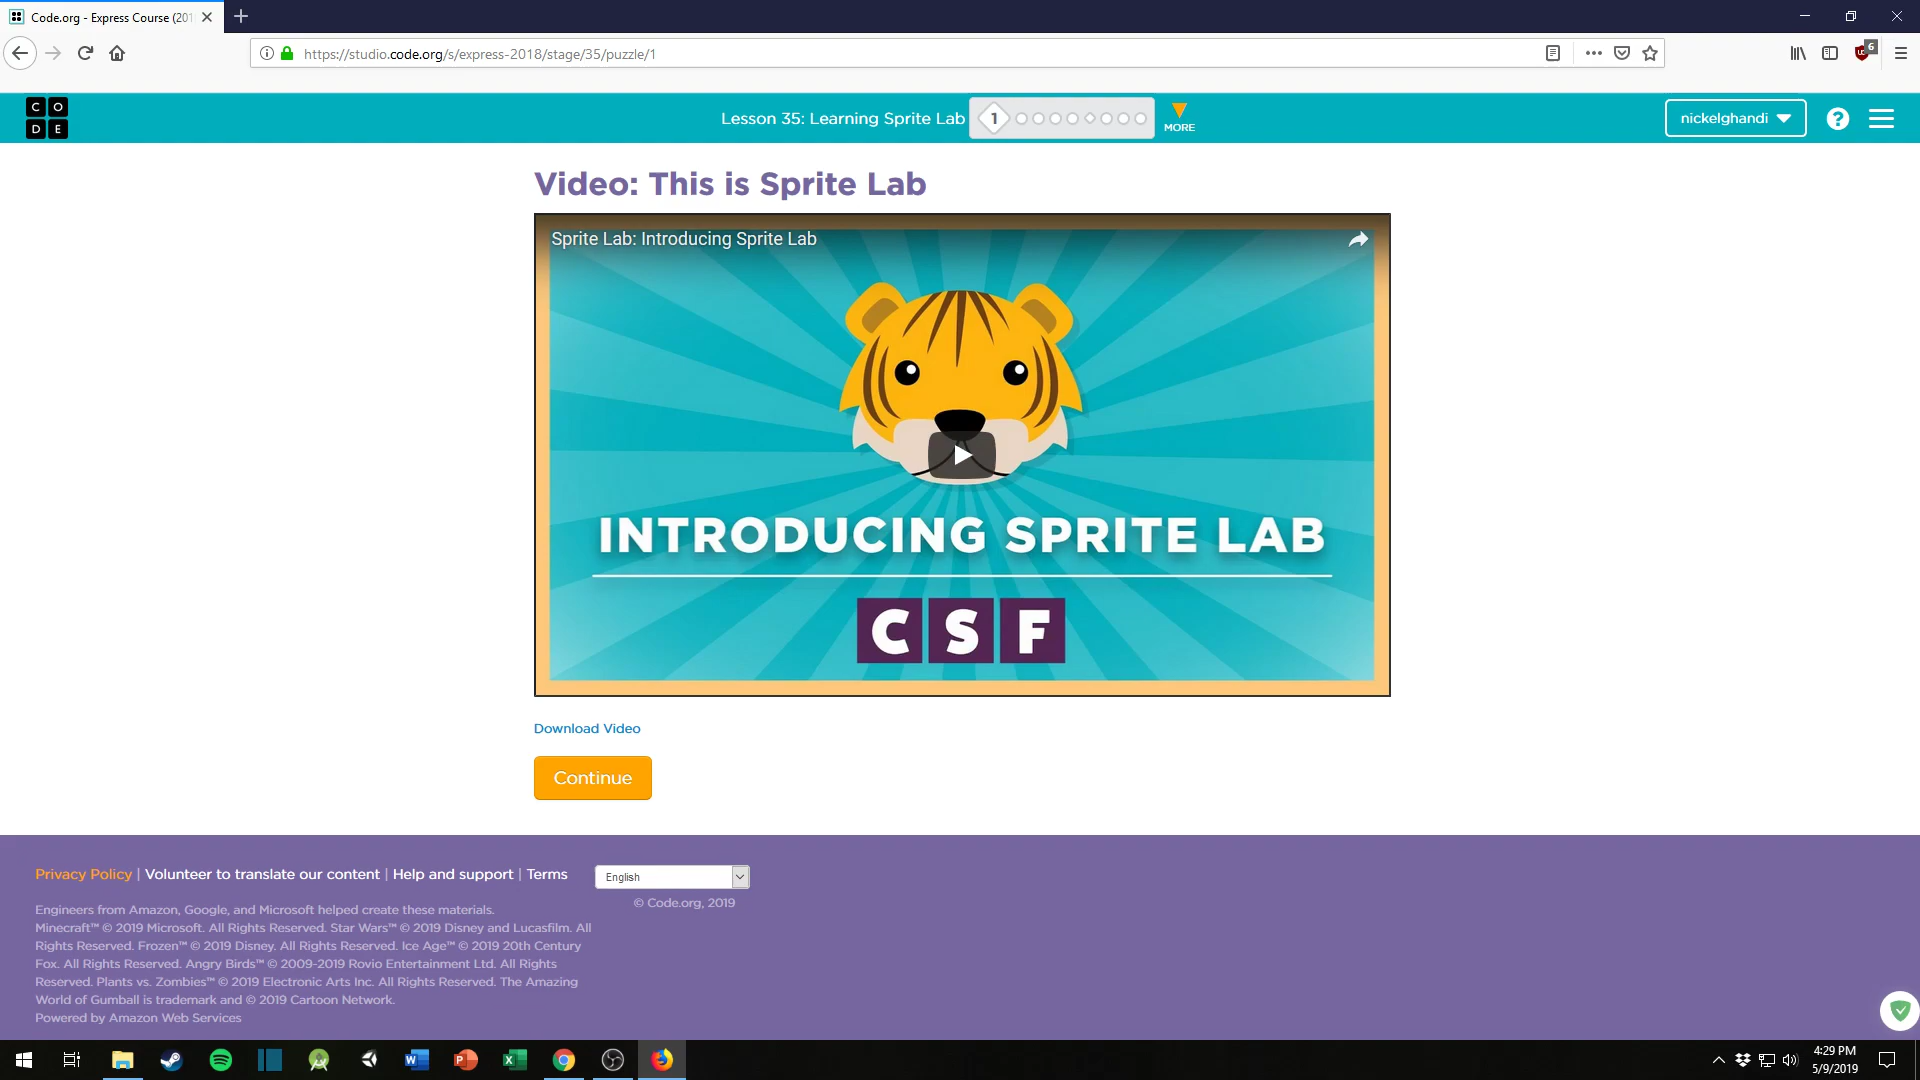 Code.org - Express Course (201
https://studio.code.org/s/express-2018/stage/35/puzzle/1
6
CODE
Lesson 35: Learning Sprite Lab
1
MORE
nickelghandi
?
Video: This is Sprite Lab
Sprite Lab: Introducing Sprite Lab
INTRODUCING SPRITE LAB
CSF
Download Video
Continue
Privacy Policy | Volunteer to translate our content | Help and support | Terms
English
© Code.org, 2019
Engineers from Amazon, Google, and Microsoft helped create these materials.
Minecraft™ © 2019 Microsoft. All Rights Reserved. Star Wars™ © 2019 Disney and Lucasfilm. All
Rights Reserved. Frozen™ © 2019 Disney. All Rights Reserved. Ice Age™ © 2019 20th Century
Fox. All Rights Reserved. Angry Birds™ © 2009-2019 Rovio Entertainment Ltd. All Rights
Reserved. Plants vs. Zombies™ © 2019 Electronic Arts Inc. All Rights Reserved. The Amazing
World of Gumball is trademark and © 2019 Cartoon Network.
Powered by Amazon Web Services
4:29 PM
5/9/2019